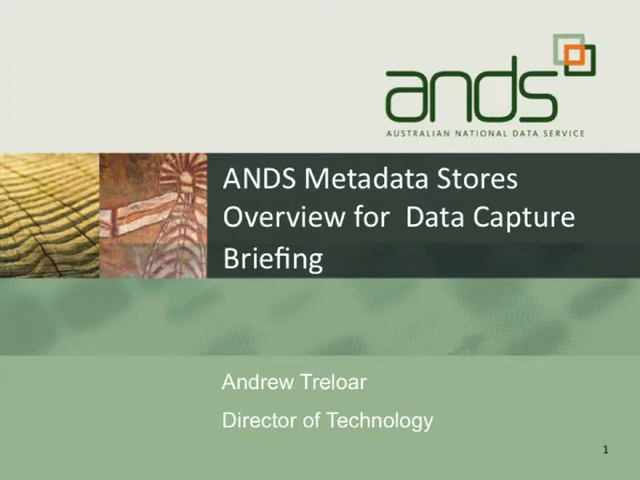 ands
AUSTRALIAN NATIONAL DATA SERVICE
ANDS Metadata Stores
Overview for Data Capture
Briefing
Andrew Treloar
Director of Technology
1